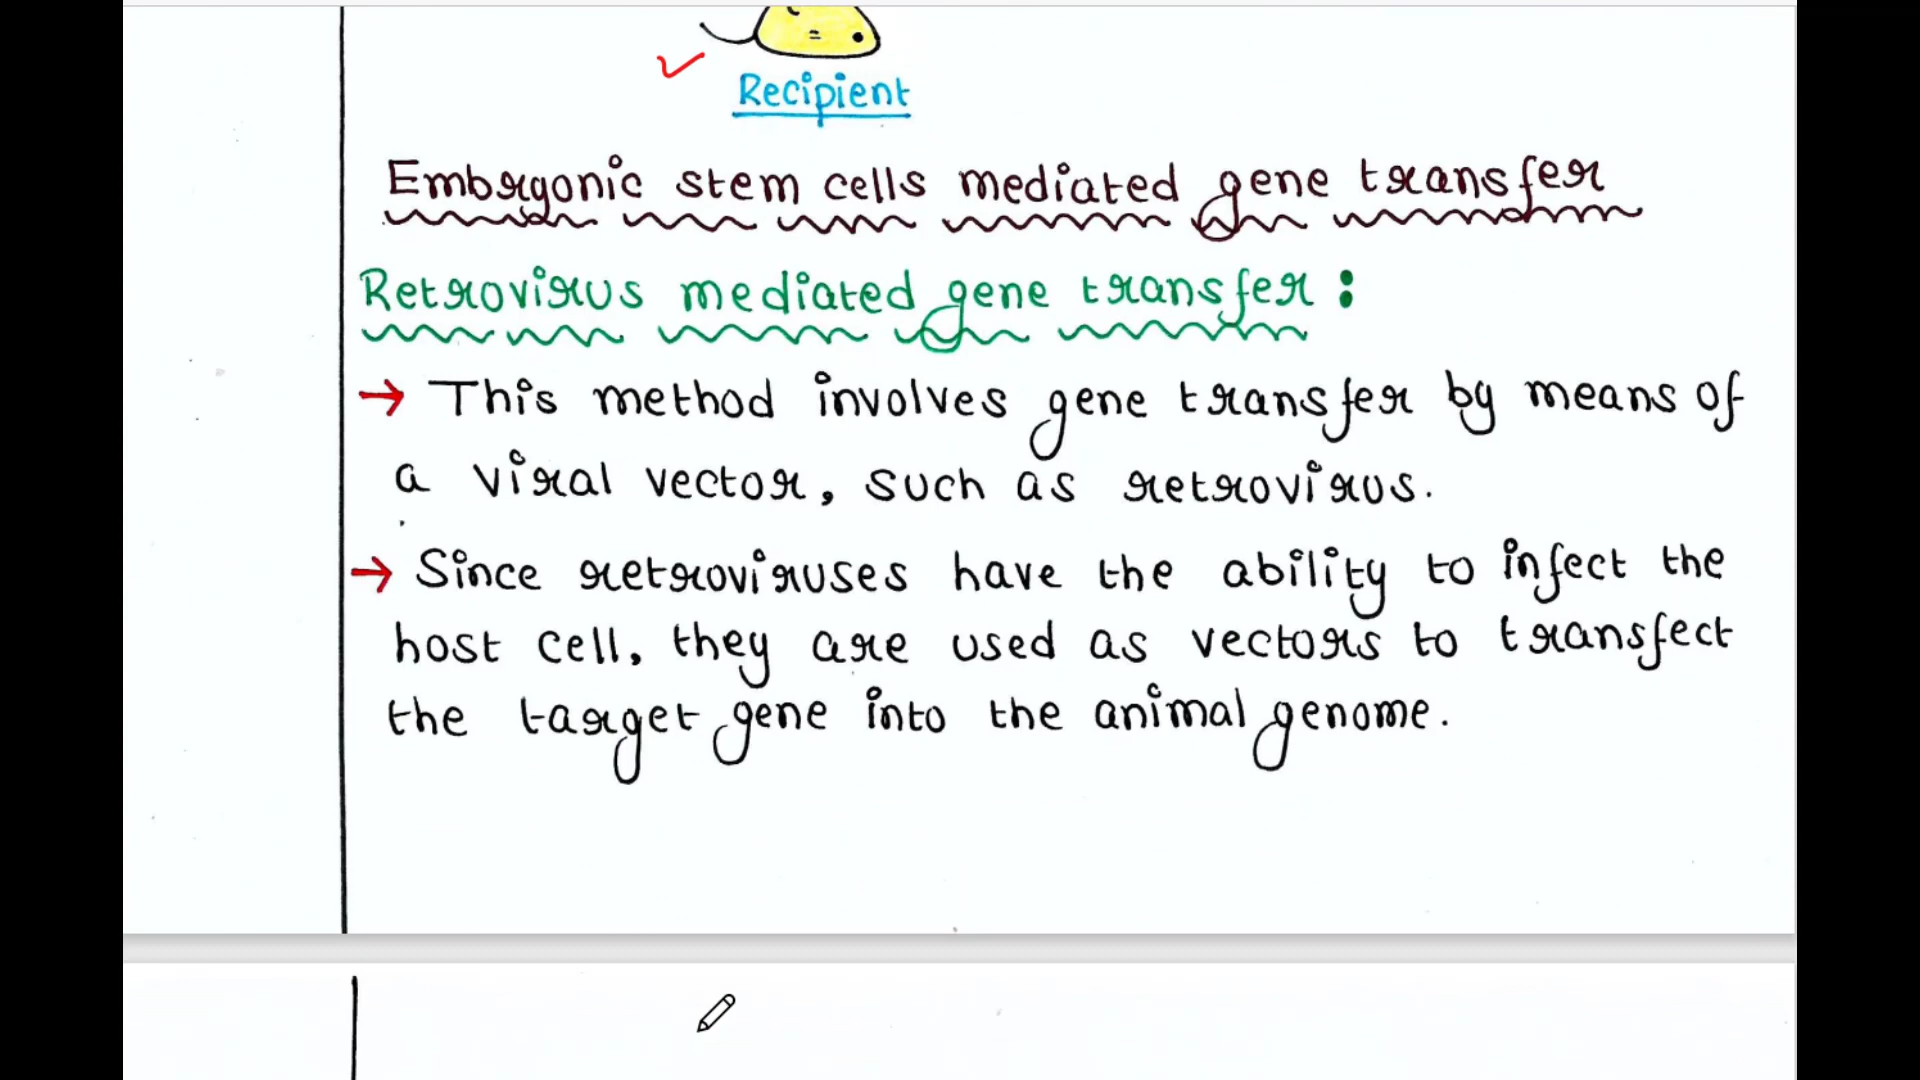 Recipient
Embryonic stem cells mediated gene transfer
Retrovirus mediated gene transfer :
→ This method involves gene transfer by means of
a viral vector, such as retrovirus.
→ Since retroviruses have the ability to infect the
host cell, they are used as vectors to transfect
the target gene into the animal genome.